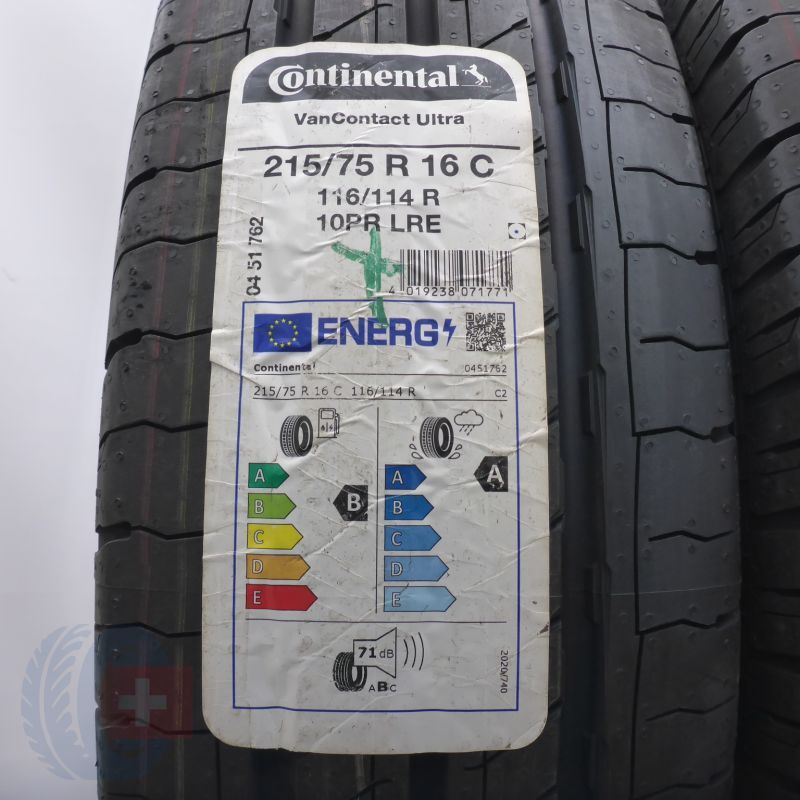 Continental
VanContact Ultra
215/75 R 16 C
116/114 R
10PR LRE
04 51 762
4 019238 071771
ENERG
Continental 0451762
215/75 R 16 C 116/114 R C2
A
B
C
D
E
B
A
B
C
D
E
A
71 dB
ABC
2020/740